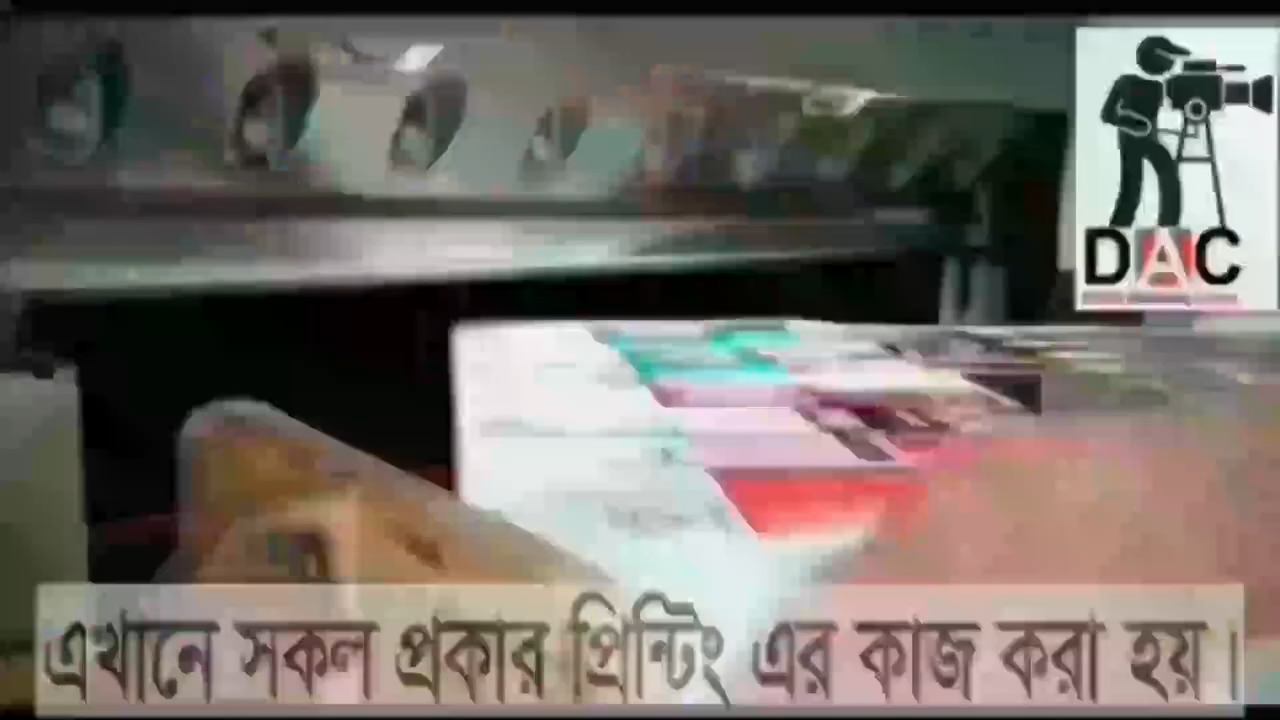 DAC
এখানে সকল প্রকার প্রিন্টিং এর কাজ করা হয়।